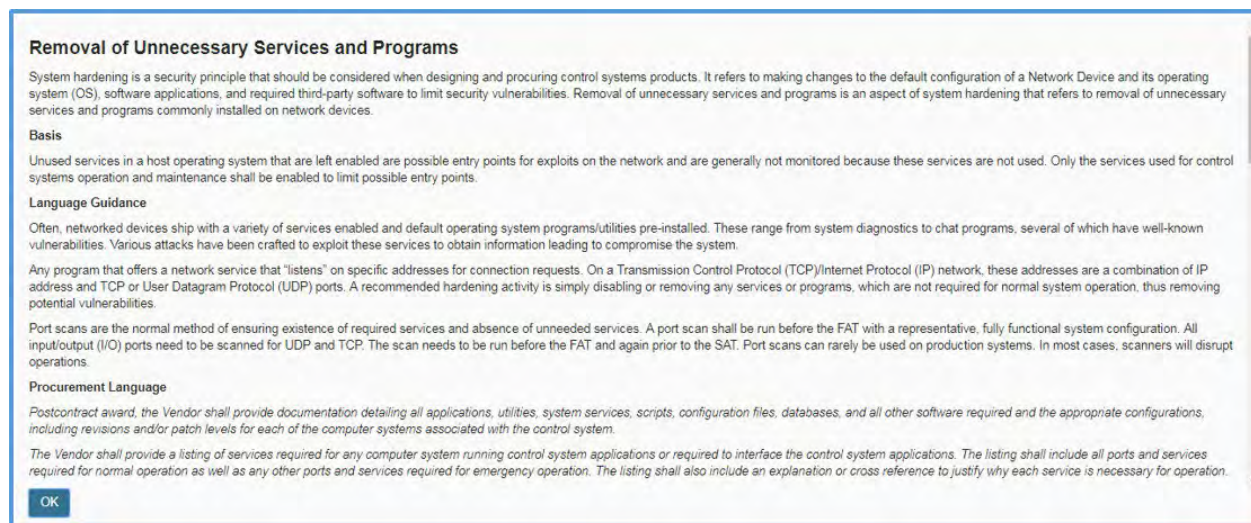 Removal of Unnecessary Services and Programs
System hardening is a security principle that should be considered when designing and procuring control systems products. It refers to making changes to the default configuration of a Network Device and its operating
system (OS), software applications, and required third-party software to limit security vulnerabilities. Removal of unnecessary services and programs is an aspect of system hardening that refers to removal of unnecessary
services and programs commonly installed on network devices.
Basis
Unused services in a host operating system that are left enabled are possible entry points for exploits on the network and are generally not monitored because these services are not used. Only the services used for control
systems operation and maintenance shall be enabled to limit possible entry points.
Language Guidance
Often, networked devices ship with a variety of services enabled and default operating system programs/utilities pre-installed. These range from system diagnostics to chat programs, several of which have well-known
vulnerabilities. Various attacks have been crafted to exploit these services to obtain information leading to compromise the system.
Any program that offers a network service that “listens” on specific addresses for connection requests. On a Transmission Control Protocol (TCP)/Internet Protocol (IP) network, these addresses are a combination of IP
address and TCP or User Datagram Protocol (UDP) ports. A recommended hardening activity is simply disabling or removing any services or programs, which are not required for normal system operation, thus removing
potential vulnerabilities.
Port scans are the normal method of ensuring existence of required services and absence of unneeded services. A port scan shall be run before the FAT with a representative, fully functional system configuration. All
input/output (I/O) ports need to be scanned for UDP and TCP. The scan needs to be run before the FAT and again prior to the SAT. Port scans can rarely be used on production systems. In most cases, scanners will disrupt
operations.
Procurement Language
Postcontract award, the Vendor shall provide documentation detailing all applications, utilities, system services, scripts, configuration files, databases, and all other software required and the appropriate configurations,
including revisions and/or patch levels for each of the computer systems associated with the control system.
The Vendor shall provide a listing of services required for any computer system running control system applications or required to interface the control system applications. The listing shall include all ports and services
required for normal operation as well as any other ports and services required for emergency operation. The listing shall also include an explanation or cross reference to justify why each service is necessary for operation.
OK